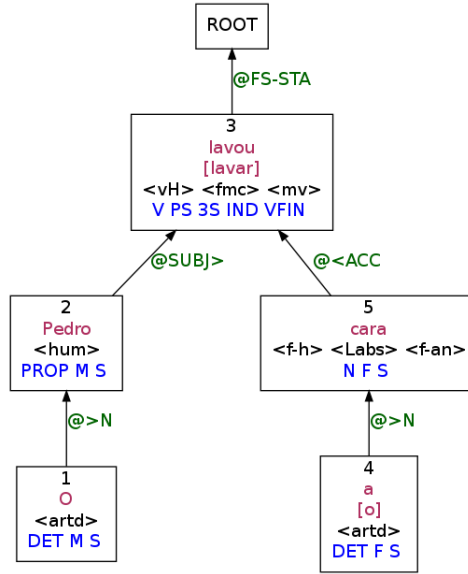 ROOT
@FS-STA
3
lavou
[lavar]
<vH> <fmc> <mv>
V PS 3S IND VFIN
@SUBJ>
@<ACC
2
Pedro
<hum>
PROP M S
5
cara
<f-h> <Labs> <f-an>
N F S
@>N
@>N
1
O
<artd>
DET M S
4
a
[o]
<artd>
DET F S